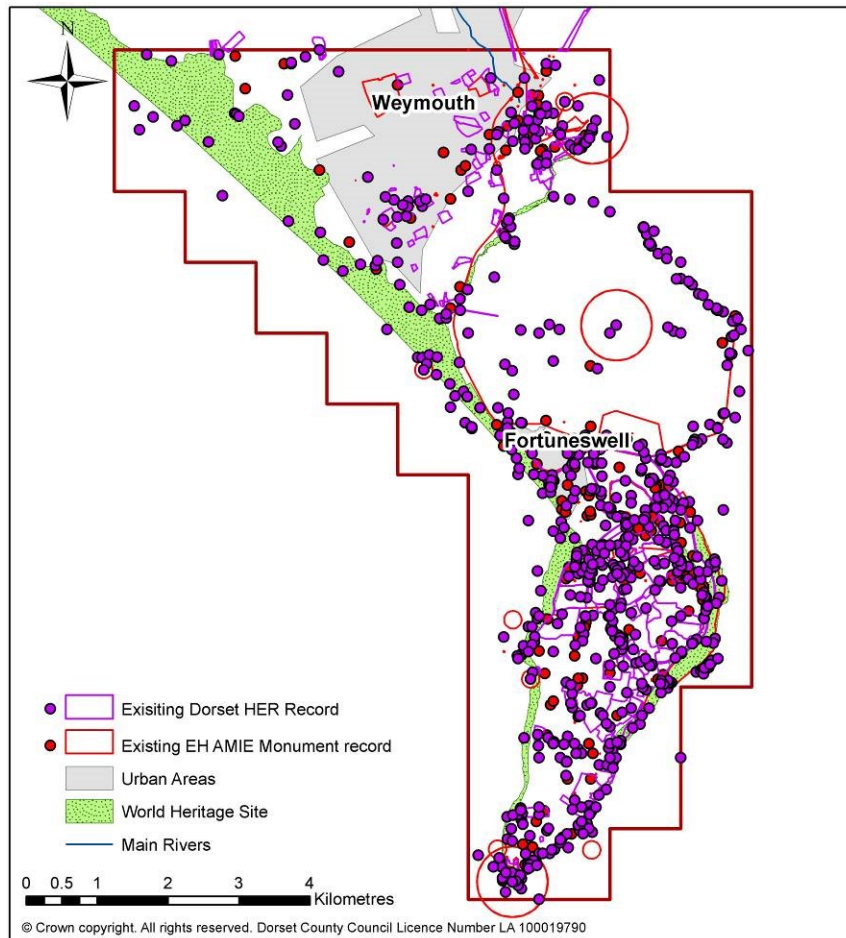 N
Weymouth
Fortuneswell
Exisiting Dorset HER Record
Existing EH AMIE Monument record
Urban Areas
World Heritage Site
Main Rivers
0 0.5 1 2 3 4
Kilometres
© Crown copyright. All rights reserved. Dorset County Council Licence Number LA 100019790